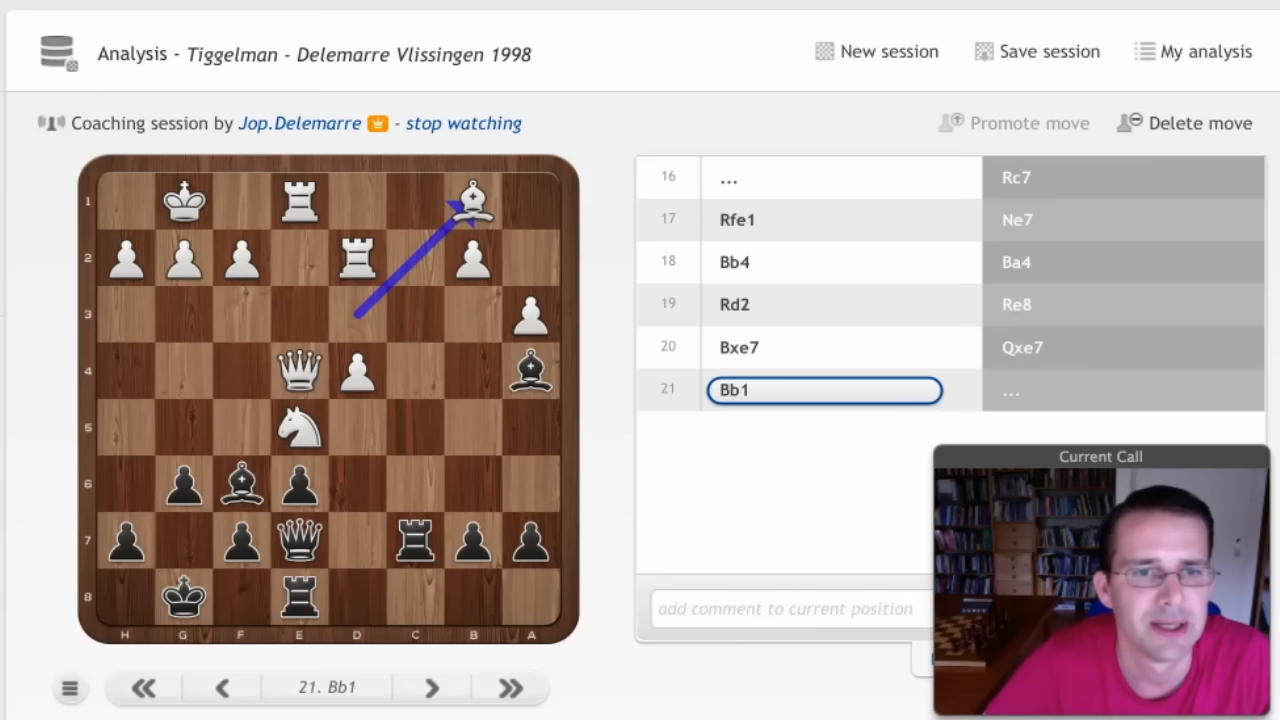 Analysis - Tiggelman - Delemarre Vlissingen 1998
New session
Save session
My analysis
Coaching session by Jop.Delemarre - stop watching
Promote move
Delete move
1
2
3
4
5
6
7
8
H G F E D C B A
16 ... Rc7
17 Rfe1 Ne7
18 Bb4 Ba4
19 Rd2 Re8
20 Bxe7 Qxe7
21 Bb1 ...
add comment to current position
21. Bb1
Current Call